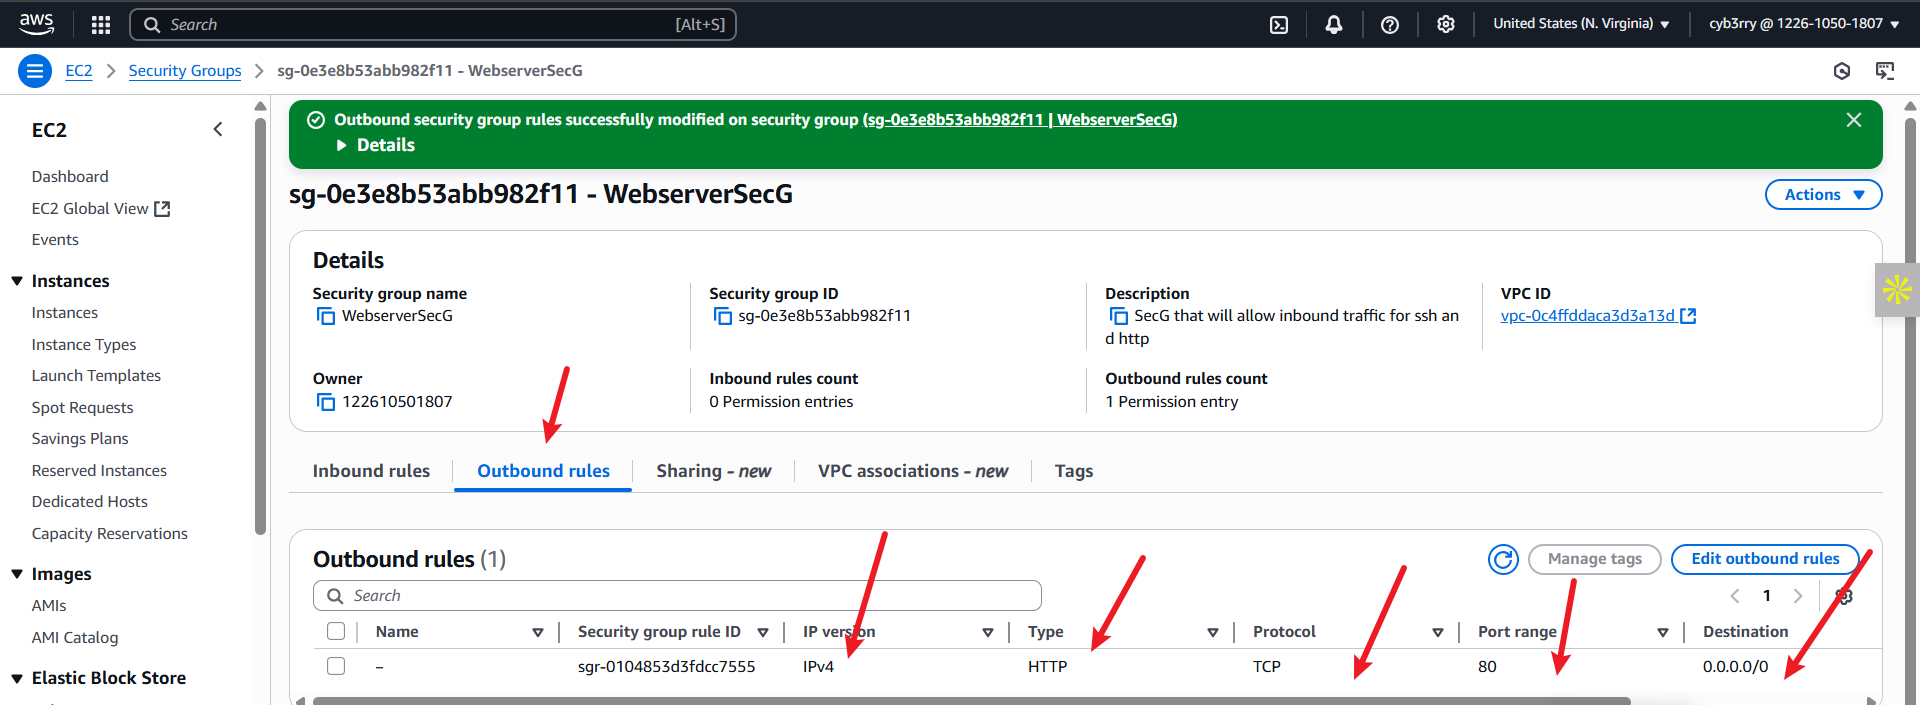 aws
Search [Alt+S]
United States (N. Virginia)
cyb3rry @ 1226-1050-1807
EC2 > Security Groups > sg-0e3e8b53abb982f11 - WebserverSecG
EC2
Dashboard
EC2 Global View
Events
Instances
Instances
Instance Types
Launch Templates
Spot Requests
Savings Plans
Reserved Instances
Dedicated Hosts
Capacity Reservations
Images
AMIs
AMI Catalog
Elastic Block Store
Outbound security group rules successfully modified on security group (sg-0e3e8b53abb982f11 | WebserverSecG)
Details
sg-0e3e8b53abb982f11 - WebserverSecG
Actions
Details
Security group name
WebserverSecG
Security group ID
sg-0e3e8b53abb982f11
Description
SecG that will allow inbound traffic for ssh an
d http
VPC ID
vpc-0c4ffddaca3d3a13d
Owner
122610501807
Inbound rules count
0 Permission entries
Outbound rules count
1 Permission entry
Inbound rules Outbound rules Sharing - new VPC associations - new Tags
Outbound rules (1)
Manage tags Edit outbound rules
Search
1
Name Security group rule ID IP version Type Protocol Port range Destination
– sgr-0104853d3fdcc7555 IPv4 HTTP TCP 80 0.0.0.0/0